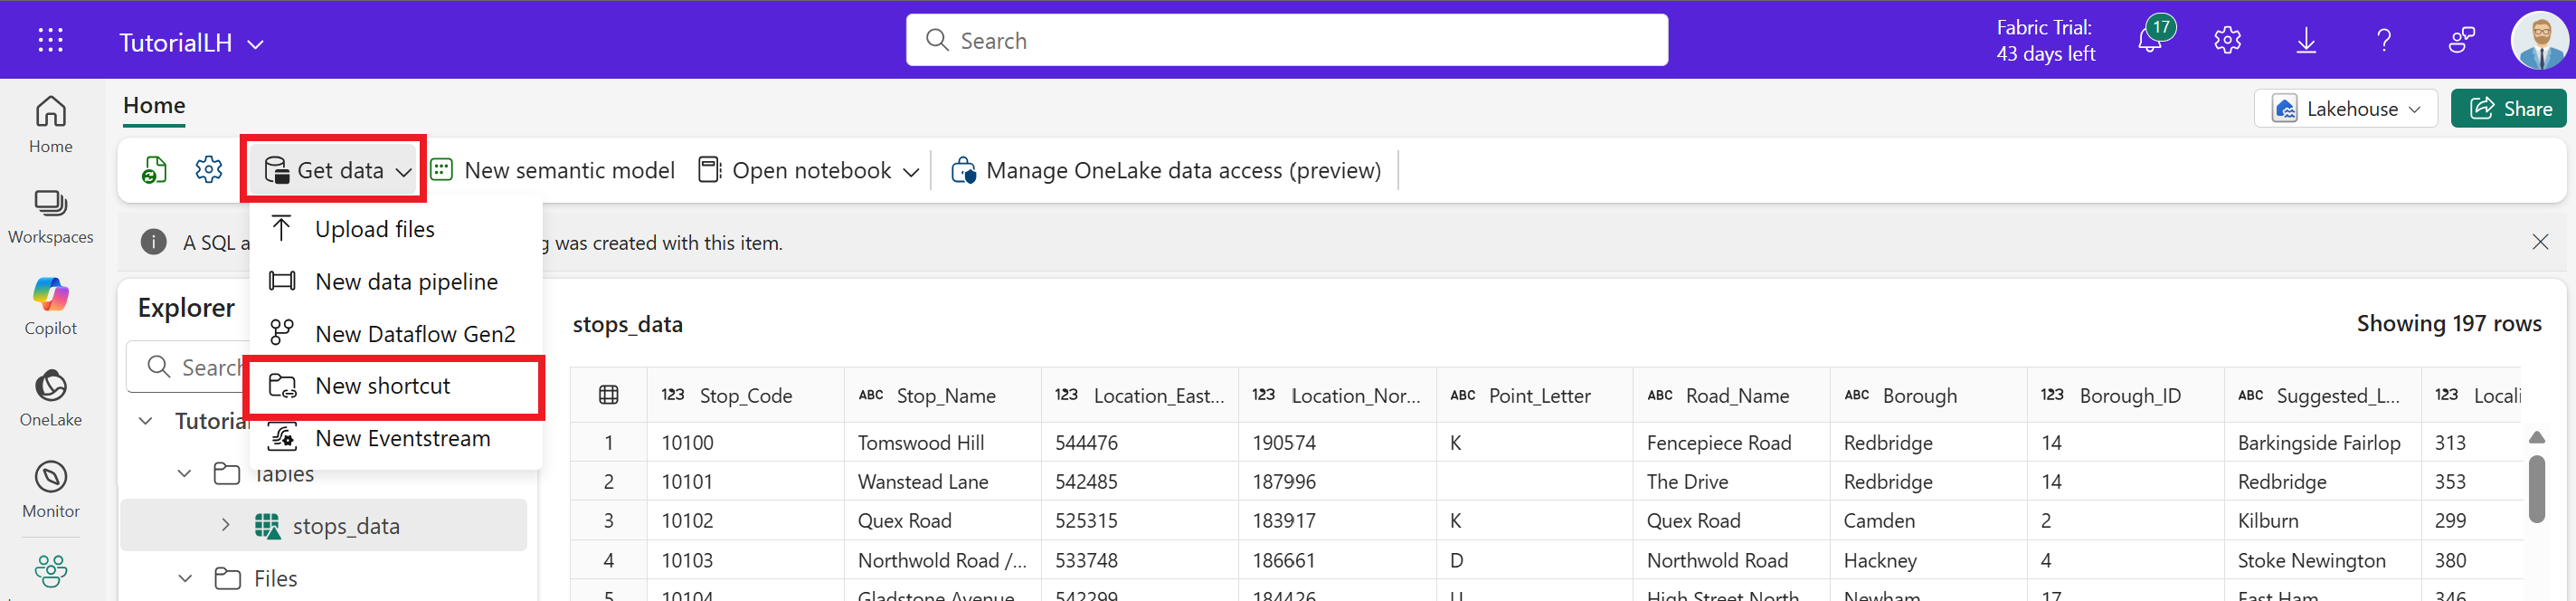 TutorialLH
Search
Fabric Trial:
43 days left
17
Home
Lakehouse
Share
Home
Workspaces
Copilot
OneLake
Monitor
Get data
New semantic model
Open notebook
Manage OneLake data access (preview)
Upload files
New data pipeline
New Dataflow Gen2
New shortcut
New Eventstream
A SQL a
was created with this item.
Explorer
Search
Tutorial
Tables
stops_data
Files
stops_data
Showing 197 rows
123 Stop_Code ABC Stop_Name 123 Location_East... 123 Location_Nor... ABC Point_Letter ABC Road_Name ABC Borough 123 Borough_ID ABC Suggested_L... 123 Locali
1 10100 Tomswood Hill 544476 190574 K Fencepiece Road Redbridge 14 Barkingside Fairlop 313
2 10101 Wanstead Lane 542485 187996 The Drive Redbridge 14 Redbridge 353
3 10102 Quex Road 525315 183917 K Quex Road Camden 2 Kilburn 299
4 10103 Northwold Road /... 533748 186661 D Northwold Road Hackney 4 Stoke Newington 380
5 10104 Gladstone Avenue 542299 184426 High Street North Newham 17 East Ham 346